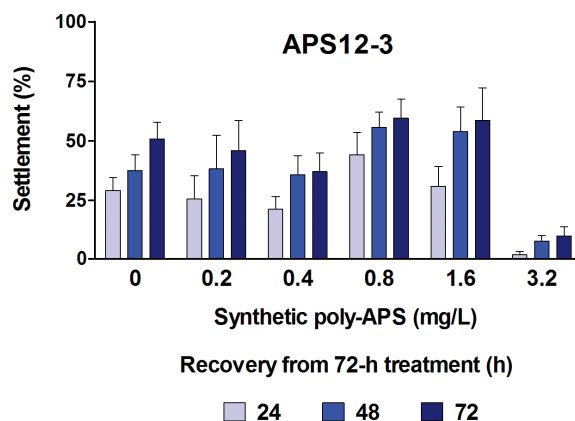 APS12-3
100
75
50
25
0
Settlement (%)
0 0.2 0.4 0.8 1.6 3.2
Synthetic poly-APS (mg/L)
Recovery from 72-h treatment (h)
24 48 72